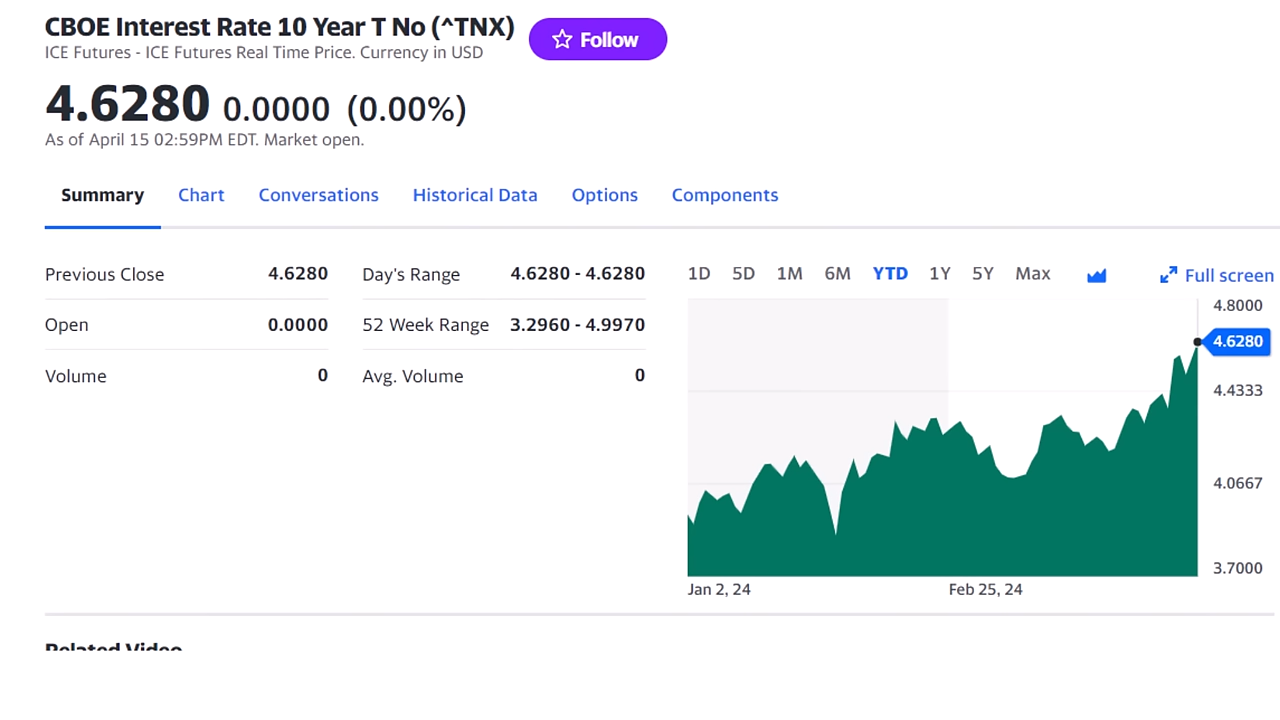 CBOE Interest Rate 10 Year T No (^TNX)
Follow
ICE Futures - ICE Futures Real Time Price. Currency in USD
4.6280 0.0000 (0.00%)
As of April 15 02:59PM EDT. Market open.
Summary Chart Conversations Historical Data Options Components
Previous Close 4.6280
Open 0.0000
Volume 0
Day's Range 4.6280 - 4.6280
52 Week Range 3.2960 - 4.9970
Avg. Volume 0
1D 5D 1M 6M YTD 1Y 5Y Max Full screen
4.8000
4.6280
4.4333
4.0667
3.7000
Jan 2, 24 Feb 25, 24
Related Video